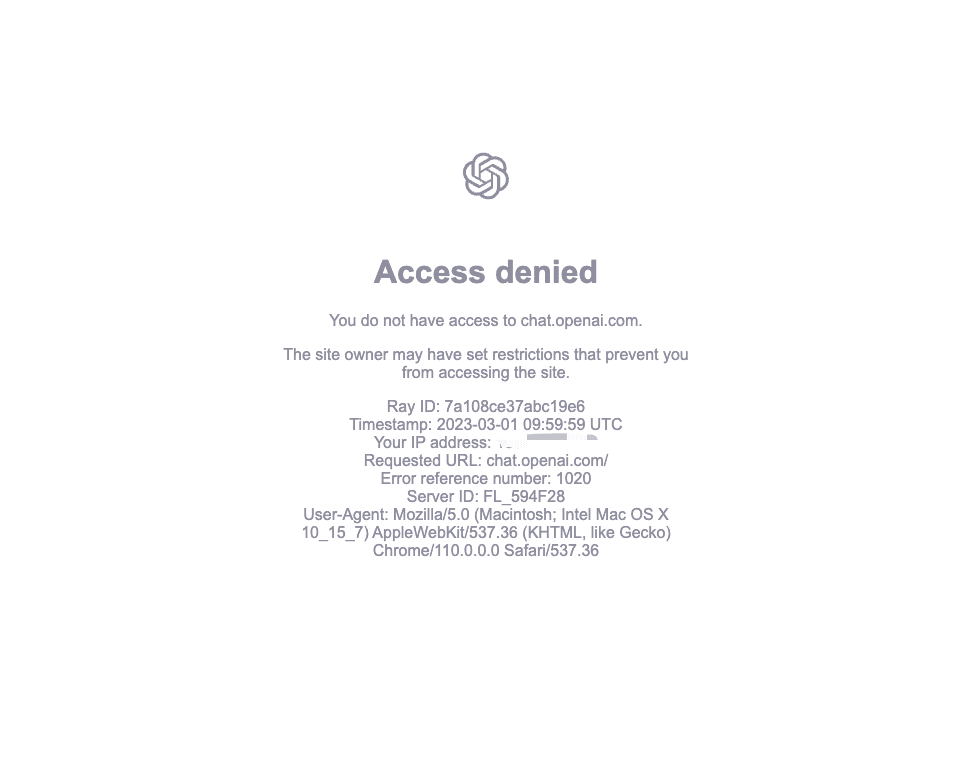 Access denied
You do not have access to chat.openai.com.
The site owner may have set restrictions that prevent you
from accessing the site.
Ray ID: 7a108ce37abc19e6
Timestamp: 2023-03-01 09:59:59 UTC
Your IP address:
Requested URL: chat.openai.com/
Error reference number: 1020
Server ID: FL_594F28
User-Agent: Mozilla/5.0 (Macintosh; Intel Mac OS X
10_15_7) AppleWebKit/537.36 (KHTML, like Gecko)
Chrome/110.0.0.0 Safari/537.36